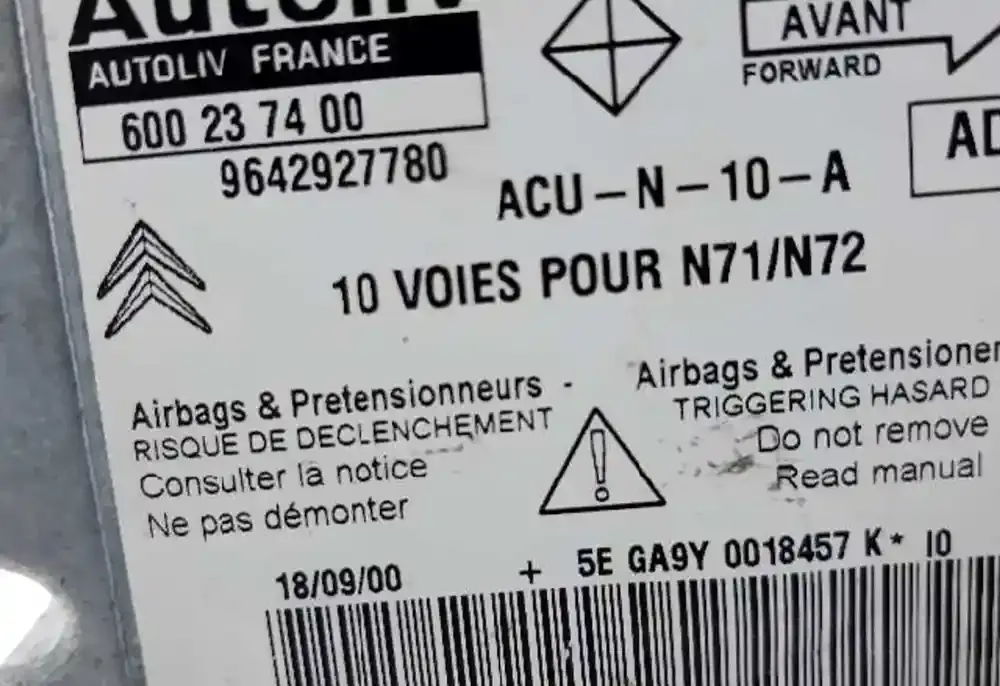 Autoliv
AUTOLIV FRANCE
600 23 74 00
9642927780
AVANT
FORWARD
ACU-N-10-A
10 VOIES POUR N71/N72
Airbags & Pretensionneurs -
RISQUE DE DECLENCHEMENT
Consulter la notice
Ne pas démonter
Airbags & Pretensioner
TRIGGERING HASARD
Do not remove
Read manual
18/09/00
+ 5E GA9Y 0018457 K* 10